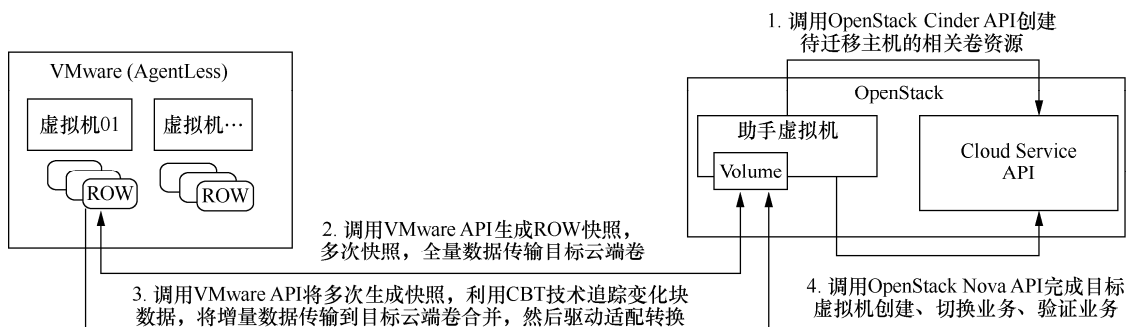 1. 调用OpenStack Cinder API创建
待迁移主机的相关卷资源
VMware (AgentLess)
OpenStack
虚拟机01
虚拟机…
助手虚拟机
Volume
Cloud Service
API
ROW
ROW
2. 调用VMware API生成ROW快照，
多次快照，全量数据传输目标云端卷
3. 调用VMware API将多次生成快照，利用CBT技术追踪变化块
数据，将增量数据传输到目标云端卷合并，然后驱动适配转换
4. 调用OpenStack Nova API完成目标
虚拟机创建、切换业务、验证业务